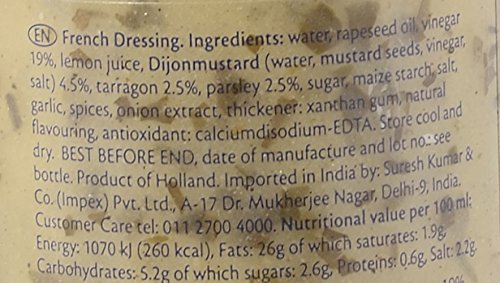 EN French Dressing. Ingredients: water, rapeseed oil, vinegar
19%, lemon juice, Dijonmustard (water, mustard seeds, vinegar,
salt) 4.5%, tarragon 2.5%, parsley 2.5%, sugar, maize starch, salt,
garlic, spices, onion extract, thickener: xanthan gum, natural
flavouring, antioxidant: calciumdisodium-EDTA. Store cool and
dry. BEST BEFORE END, date of manufacture and lot no.: see
bottle. Product of Holland. Imported in India by: Suresh Kumar &
Co. (Impex) Pvt. Ltd., A-17 Dr. Mukherjee Nagar, Delhi-9, India.
Customer Care tel: 011 2700 4000. Nutritional value per 100 ml:
Energy: 1070 kJ (260 kcal), Fats: 26g of which saturates: 1.9g,
Carbohydrates: 5.2g of which sugars: 2.6g, Proteins: 0.6g, Salt: 2.2g.